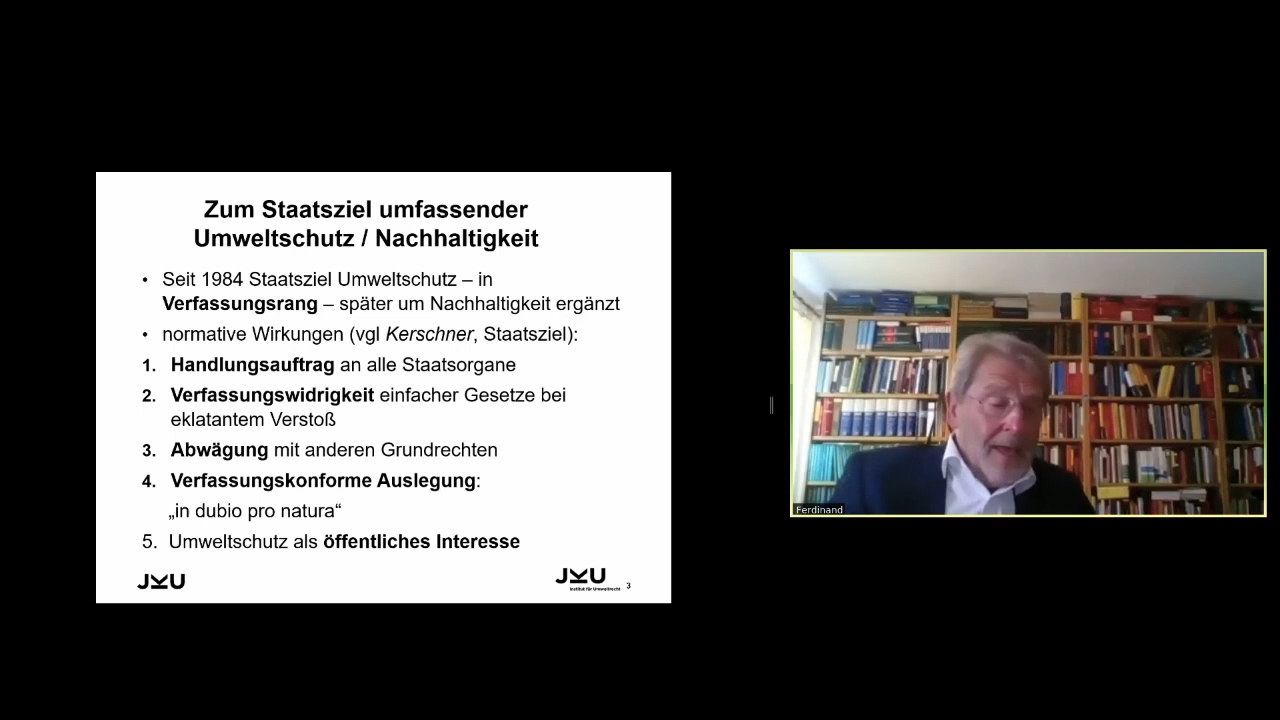 Zum Staatsziel umfassender
Umweltschutz / Nachhaltigkeit
• Seit 1984 Staatsziel Umweltschutz – in
Verfassungsrang – später um Nachhaltigkeit ergänzt
• normative Wirkungen (vgl Kerschner, Staatsziel):
1. Handlungsauftrag an alle Staatsorgane
2. Verfassungswidrigkeit einfacher Gesetze bei
eklatantem Verstoß
3. Abwägung mit anderen Grundrechten
4. Verfassungskonforme Auslegung:
„in dubio pro natura“
5. Umweltschutz als öffentliches Interesse
JKU
JKU
Institut für Umweltrecht
3
Ferdinand